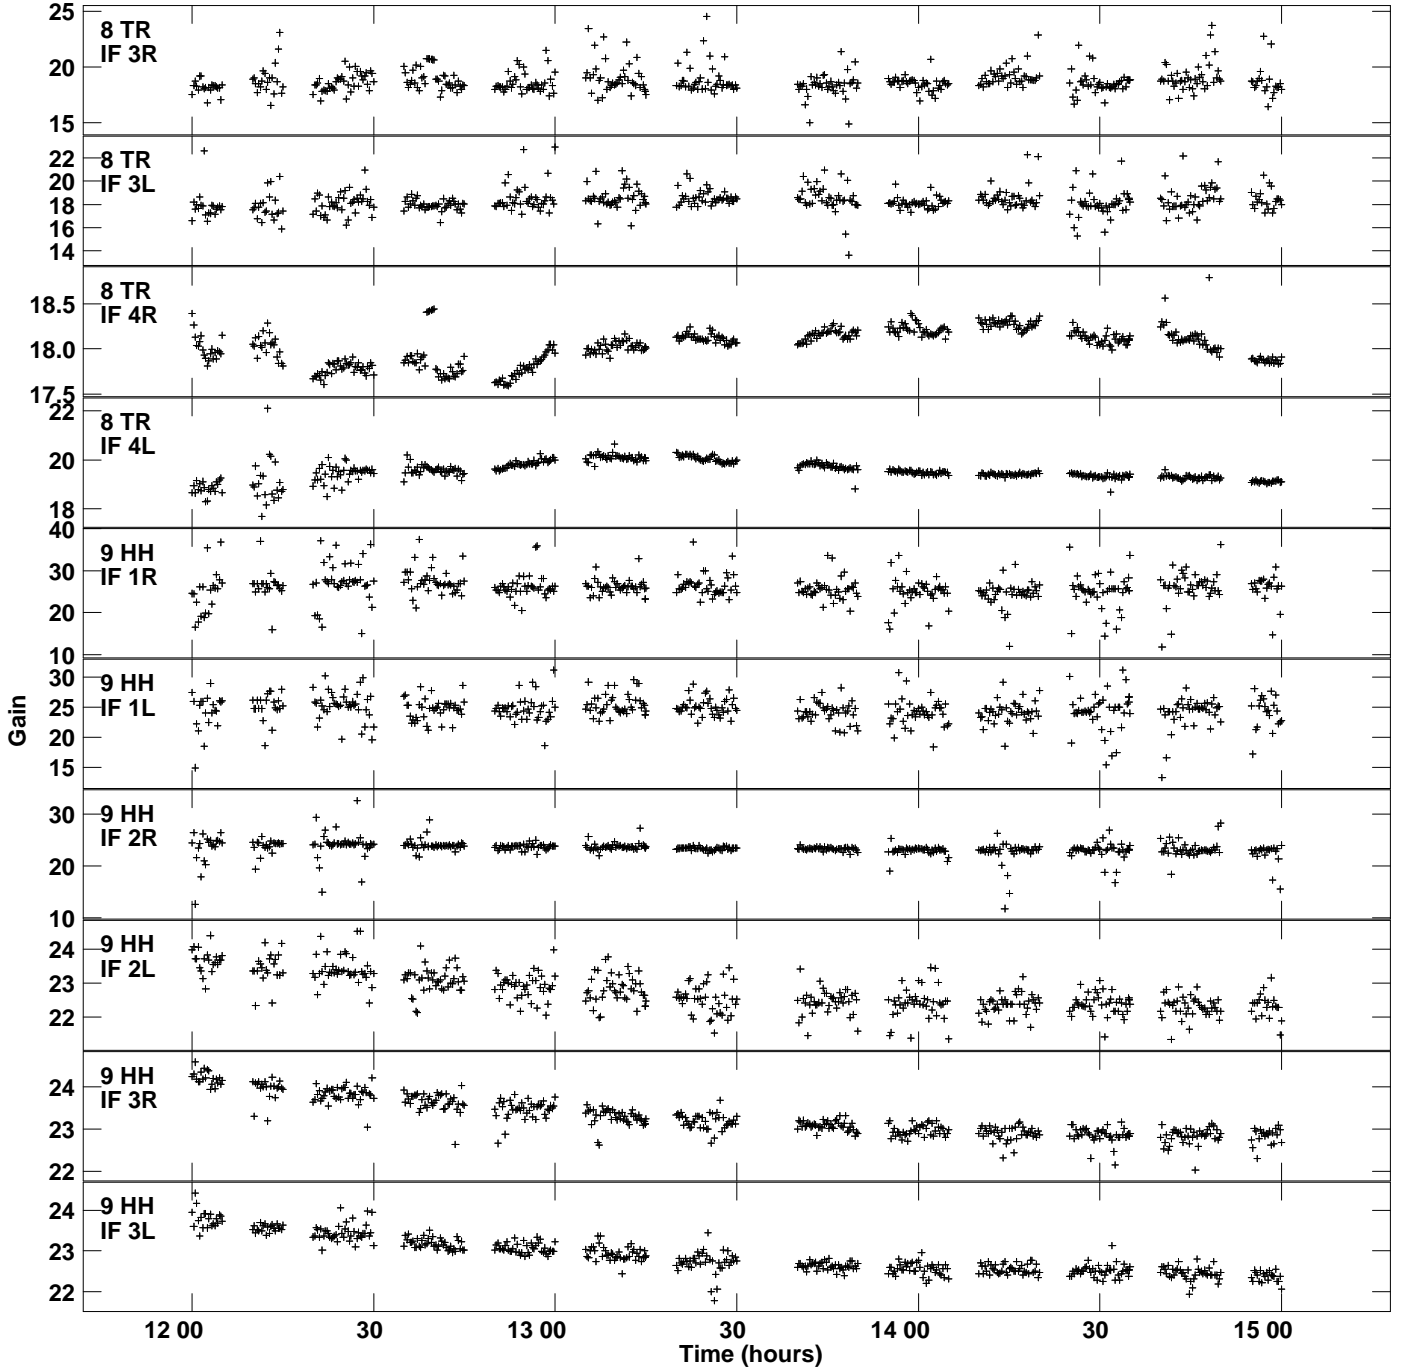 25
20
15
8 TR
IF 3R
22
20
18
16
14
8 TR
IF 3L
18.5
18.0
17.5
8 TR
IF 4R
22
20
18
8 TR
IF 4L
40
30
20
10
9 HH
IF 1R
30
25
20
15
9 HH
IF 1L
Gain
30
20
10
9 HH
IF 2R
24
23
22
9 HH
IF 2L
24
23
22
9 HH
IF 3R
24
23
22
9 HH
IF 3L
12 00 30 13 00 30 14 00 30 15 00
Time (hours)